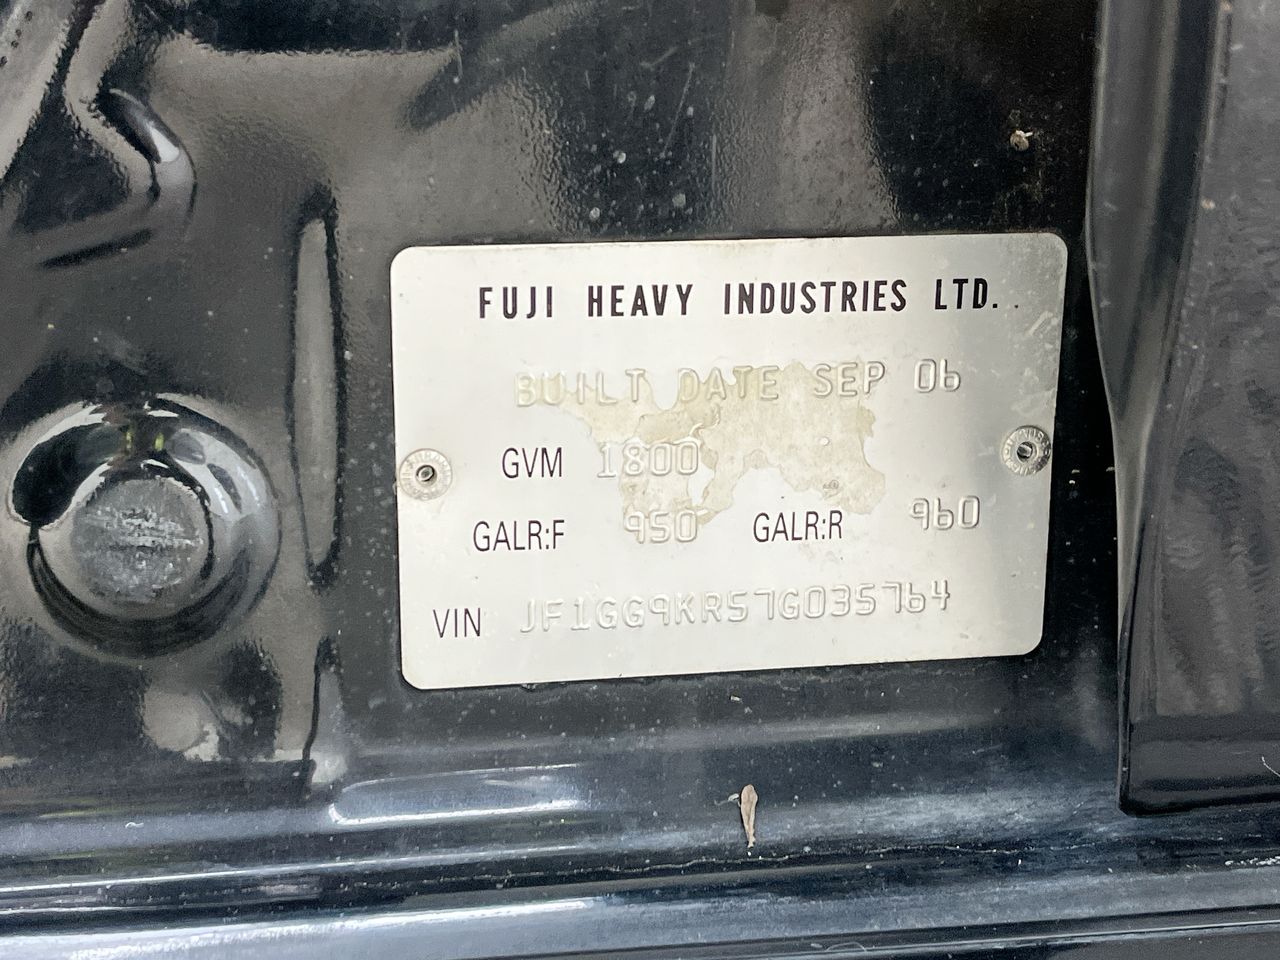 FUJI HEAVY INDUSTRIES LTD.
BUILT DATE SEP 06
GVM 1800
GALR:F 950 GALR:R 960
VIN JF1GG9KR57G035764